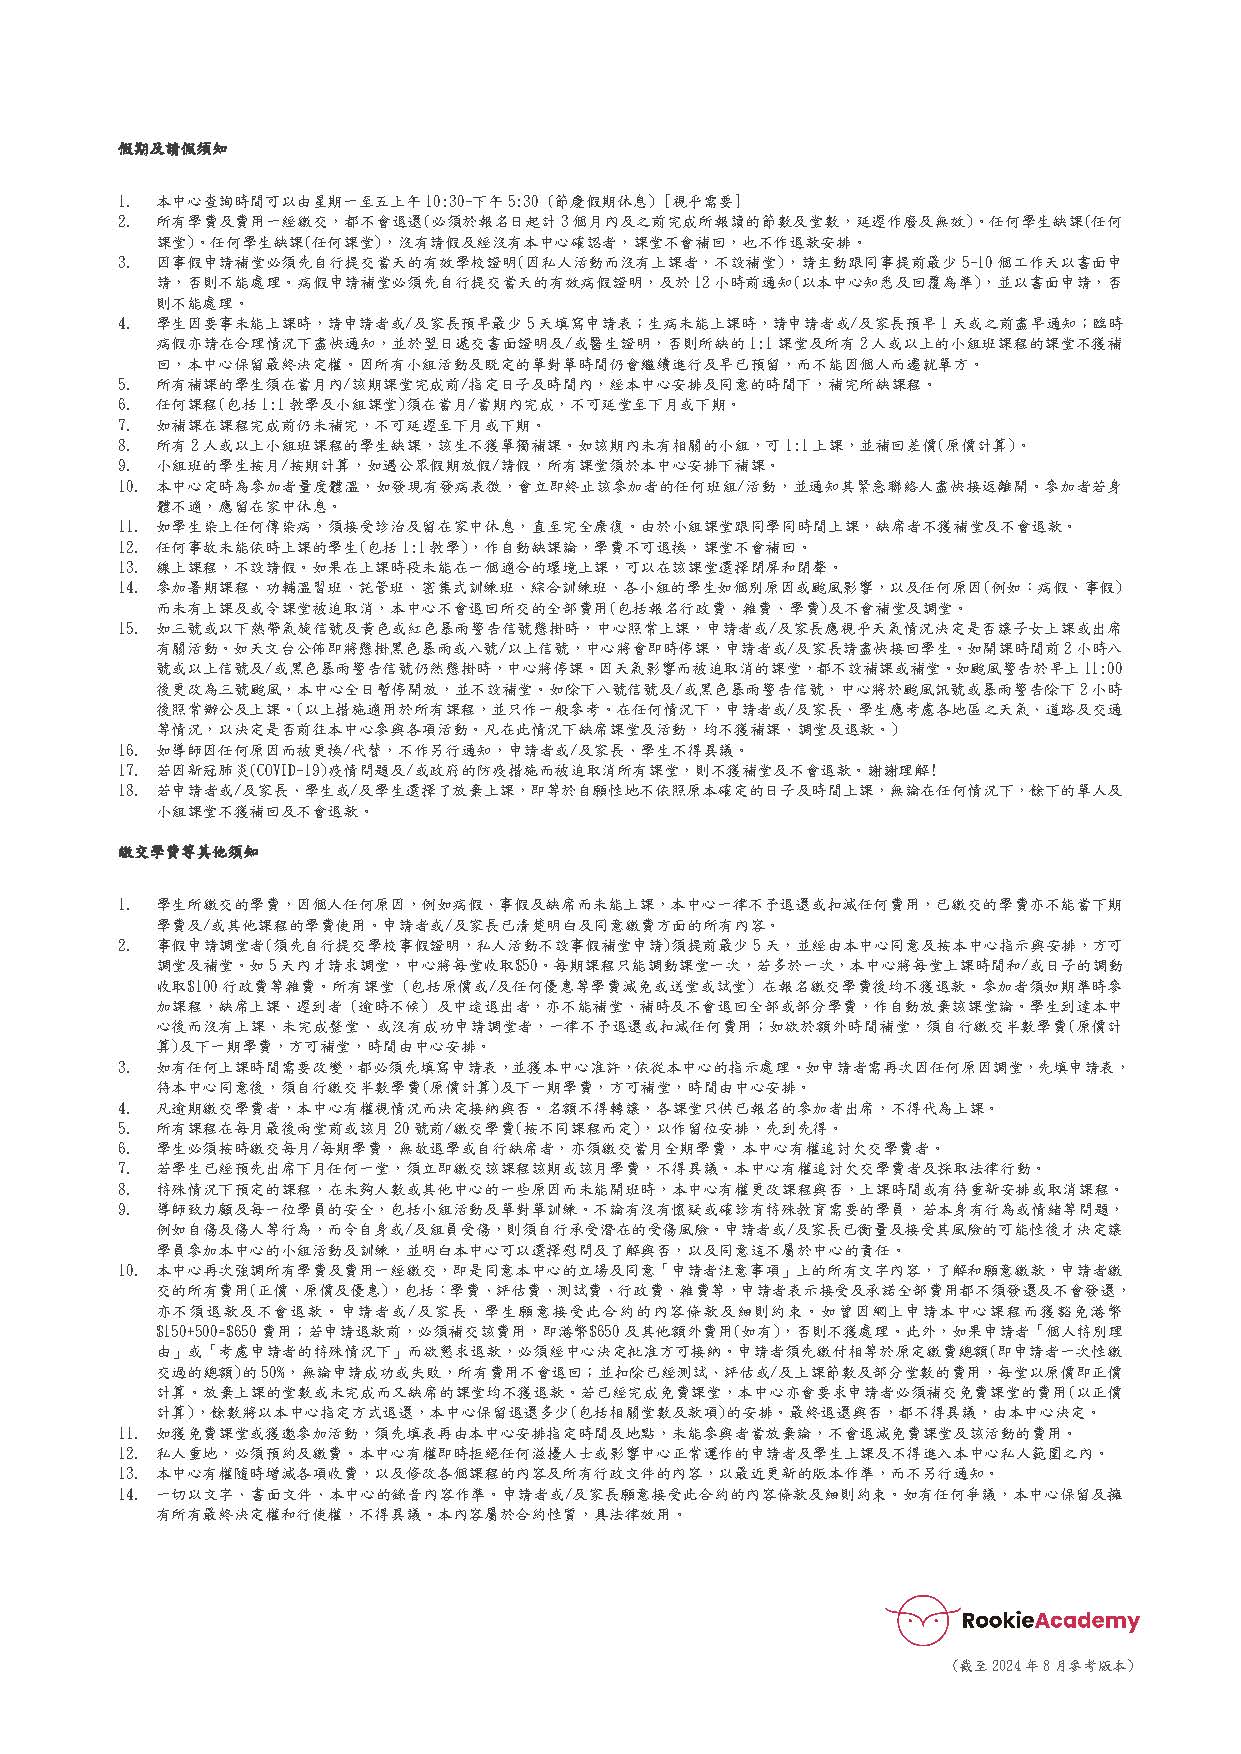 假期及請假須知
1. 本中心查詢時間可以由星期一至五上午10:30-下午5:30 (節慶假期休息) [視乎需要]
2. 所有學費及費用一經繳交，都不會退還(必須於報名日起計3個月內及之前完成所報讀的節數及堂數，延遲作廢及無效)。任何學生缺課(任何
課堂)。任何學生缺課(任何課堂)，沒有請假及經沒有本中心確認者，課堂不會補回，也不作退款安排。
3. 因事假申請補堂必須先自行提交當天的有效學校證明(因私人活動而沒有上課者，不設補堂)，請主動跟同事提前最少5-10個工作天以書面申
請，否則不能處理。病假申請補堂必須先自行提交當天的有效病假證明，及於12小時前通知(以本中心知悉及回覆為準)，並以書面申請，否
則不能處理。
4. 學生因要事未能上課時，請申請者或/及家長預早最少5天填寫申請表；生病未能上課時，請申請者或/及家長預早1天或之前盡早通知；臨時
病假亦請在合理情況下盡快通知，並於翌日遞交書面證明及/或醫生證明，否則所缺的1:1課堂及所有2人或以上的小組班課程的課堂不獲補
回，本中心保留最終決定權。因所有小組活動及既定的單對單時間仍會繼續進行及早已預留，而不能因個人而遷就單方。
5. 所有補課的學生須在當月內/該期課堂完成前/指定日子及時間內，經本中心安排及同意的時間下，補完所缺課程。
6. 任何課程(包括1:1教學及小組課堂)須在當月/當期內完成，不可延堂至下月或下期。
7. 如補課在課程完成前仍未補完，不可延遲至下月或下期。
8. 所有2人或以上小組班課程的學生缺課，該生不獲單獨補課。如該期內未有相關的小組，可1:1上課，並補回差價(原價計算)。
9. 小組班的學生按月/按期計算，如遇公眾假期放假/請假，所有課堂須於本中心安排下補課。
10. 本中心定時為參加者量度體溫，如發現有發病表徵，會立即終止該參加者的任何班組/活動，並通知其緊急聯絡人盡快接返離開。參加者若身
體不適，應留在家中休息。
11. 如學生染上任何傳染病，須接受診治及留在家中休息，直至完全康復。由於小組課堂跟同學同時間上課，缺席者不獲補堂及不會退款。
12. 任何事故未能依時上課的學生(包括1:1教學)，作自動缺課論，學費不可退換，課堂不會補回。
13. 線上課程，不設請假。如果在上課時段未能在一個適合的環境上課，可以在該課堂選擇閉屏和閉聲。
14. 參加暑期課程、功輔溫習班、託管班、密集式訓練班、綜合訓練班、各小組的學生如個別原因或颱風影響，以及任何原因(例如：病假、事假)
而未有上課及或令課堂被迫取消，本中心不會退回所交的全部費用(包括報名行政費、雜費、學費)及不會補堂及調堂。
15. 如三號或以下熱帶氣旋信號及黃色或紅色暴雨警告信號懸掛時，中心照常上課，申請者或/及家長應視乎天氣情況決定是否讓子女上課或出席
有關活動。如天文台公佈即將懸掛黑色暴雨或八號/以上信號，中心將會即時停課，申請者或/及家長請盡快接回學生。如開課時間前2小時八
號或以上信號及/或黑色暴雨警告信號仍然懸掛時，中心將停課。因天氣影響而被迫取消的課堂，都不設補課或補堂。如颱風警告於早上11:00
後更改為三號颱風，本中心全日暫停開放，並不設補堂。如除下八號信號及/或黑色暴雨警告信號，中心將於颱風訊號或暴雨警告除下2小時
後照常辦公及上課。(以上措施適用於所有課程，並只作一般參考。在任何情況下，申請者或/及家長、學生應考慮各地區之天氣、道路及交通
等情況，以決定是否前往本中心參與各項活動。凡在此情況下缺席課堂及活動，均不獲補課、調堂及退款。)
16. 如導師因任何原因而被更換/代替，不作另行通知，申請者或/及家長、學生不得異議。
17. 若因新冠肺炎(COVID-19)疫情問題及/或政府的防疫措施而被迫取消所有課堂，則不獲補堂及不會退款。謝謝理解!
18. 若申請者或/及家長、學生或/及學生選擇了放棄上課，即等於自願性地不依照原本確定的日子及時間上課，無論在任何情況下，餘下的單人及
小組課堂不獲補回及不會退款。
繳交學費等其他須知
1. 學生所繳交的學費，因個人任何原因，例如病假、事假及缺席而未能上課，本中心一律不予退還或扣減任何費用，已繳交的學費亦不能當下期
學費及/或其他課程的學費使用。申請者或/及家長已清楚明白及同意繳費方面的所有內容。
2. 事假申請調堂者(須先自行提交學校事假證明，私人活動不設事假補堂申請)須提前最少5天，並經由本中心同意及按本中心指示與安排，方可
調堂及補堂。如5天內才請求調堂，中心將每堂收取$50。每期課程只能調動課堂一次，若多於一次，本中心將每堂上課時間和/或日子的調動
收取$100行政費等雜費。所有課堂（包括原價或/及任何優惠等學費減免或送堂或試堂）在報名繳交學費後均不獲退款。參加者須如期準時參
加課程，缺席上課、遲到者（逾時不候）及中途退出者，亦不能補堂、補時及不會退回全部或部分學費，作自動放棄該課堂論。學生到達本中
心後而沒有上課、未完成整堂、或沒有成功申請調堂者，一律不予退還或扣減任何費用；如欲於額外時間補堂，須自行繳交半數學費(原價計
算)及下一期學費，方可補堂，時間由中心安排。
3. 如有任何上課時間需要改變，都必須先填寫申請表，並獲本中心准許，依從本中心的指示處理。如申請者需再次因任何原因調堂，先填申請表，
待本中心同意後，須自行繳交半數學費(原價計算)及下一期學費，方可補堂，時間由中心安排。
4. 凡逾期繳交學費者，本中心有權視情況而決定接納與否。名額不得轉讓，各課堂只供已報名的參加者出席，不得代為上課。
5. 所有課程在每月最後兩堂前或該月20號前/繳交學費(按不同課程而定)，以作留位安排，先到先得。
6. 學生必須按時繳交每月/每期學費，無故退學或自行缺席者，亦須繳交當月全期學費，本中心有權追討欠交學費者。
7. 若學生已經預先出席下月任何一堂，須立即繳交該課程該期或該月學費，不得異議。本中心有權追討欠交學費者及採取法律行動。
8. 特殊情況下預定的課程，在未夠人數或其他中心的一些原因而未能開班時，本中心有權更改課程與否，上課時間或有待重新安排或取消課程。
9. 導師致力顧及每一位學員的安全，包括小組活動及單對單訓練。不論有沒有懷疑或確診有特殊教育需要的學員，若本身有行為或情緒等問題，
例如自傷及傷人等行為，而令自身或/及組員受傷，則須自行承受潛在的受傷風險。申請者或/及家長已衡量及接受其風險的可能性後才決定讓
學員參加本中心的小組活動及訓練，並明白本中心可以選擇慰問及了解與否，以及同意這不屬於中心的責任。
10. 本中心再次強調所有學費及費用一經繳交，即是同意本中心的立場及同意「申請者注意事項」上的所有文字內容，了解和願意繳款，申請者繳
交的所有費用(正價、原價及優惠)，包括：學費、評估費、測試費、行政費、雜費等，申請者表示接受及承諾全部費用都不須發還及不會發還，
亦不須退款及不會退款。申請者或/及家長、學生願意接受此合約的內容條款及細則約束。如曾因網上申請本中心課程而獲豁免港幣
$150+500=$650費用；若申請退款前，必須補交該費用，即港幣$650及其他額外費用(如有)，否則不獲處理。此外，如果申請者「個人特別理
由」或「考慮申請者的特殊情況下」而欲懇求退款，必須經中心決定批准方可接納。申請者須先繳付相等於原定繳費總額(即申請者一次性繳
交過的總額)的50%，無論申請成功或失敗，所有費用不會退回；並扣除已經測試、評估或/及上課節數及部分堂數的費用，每堂以原價即正價
計算。放棄上課的堂數或未完成而又缺席的課堂均不獲退款。若已經完成免費課堂，本中心亦會要求申請者必須補交免費課堂的費用(以正價
計算)，餘數將以本中心指定方式退還，本中心保留退還多少(包括相關堂數及款項)的安排。最終退還與否，都不得異議，由本中心決定。
11. 如獲免費課堂或獲邀參加活動，須先填表再由本中心安排指定時間及地點，未能參與者當放棄論，不會退減免費課堂及該活動的費用。
12. 私人重地，必須預約及繳費。本中心有權即時拒絕任何滋擾人士或影響中心正常運作的申請者及學生上課及不得進入本中心私人範圍之內。
13. 本中心有權隨時增減各項收費，以及修改各個課程的內容及所有行政文件的內容，以最近更新的版本作準，而不另行通知。
14. 一切以文字、書面文件、本中心的錄音內容作準。申請者或/及家長願意接受此合約的內容條款及細則約束。如有任何爭議，本中心保留及擁
有所有最終決定權和行使權，不得異議。本內容屬於合約性質，具法律效用。
RookieAcademy
(截至2024年8月參考版本)